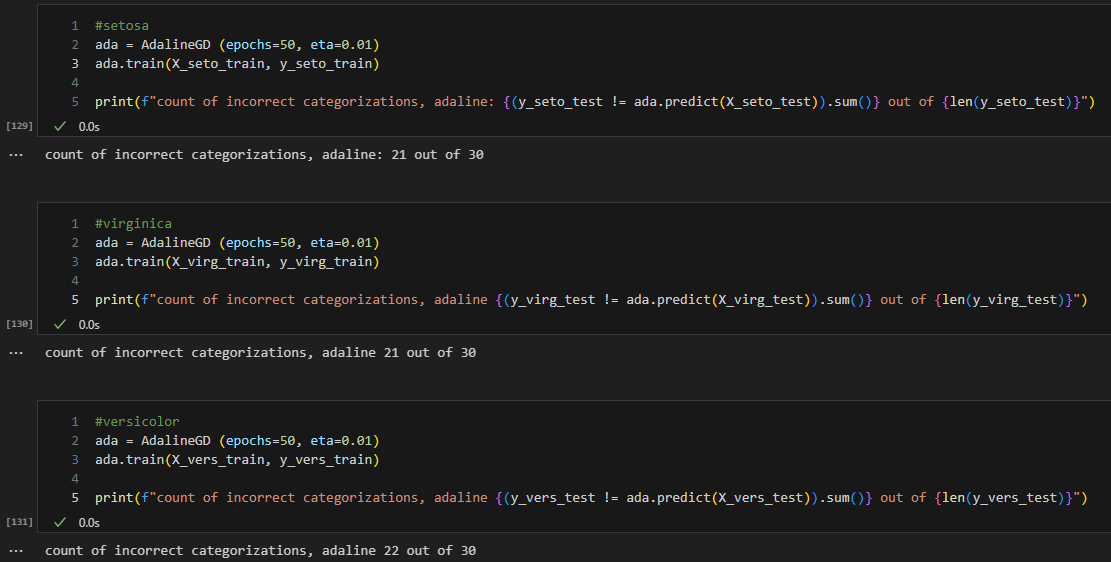 1 #setosa
2 ada = AdalineGD (epochs=50, eta=0.01)
3 ada.train(X_seto_train, y_seto_train)
4
5 print(f"count of incorrect categorizations, adaline: {(y_seto_test != ada.predict(X_seto_test)).sum()} out of {len(y_seto_test)}")
[129] ✓ 0.0s
... count of incorrect categorizations, adaline: 21 out of 30
1 #virginica
2 ada = AdalineGD (epochs=50, eta=0.01)
3 ada.train(X_virg_train, y_virg_train)
4
5 print(f"count of incorrect categorizations, adaline {(y_virg_test != ada.predict(X_virg_test)).sum()} out of {len(y_virg_test)}")
[130] ✓ 0.0s
... count of incorrect categorizations, adaline 21 out of 30
1 #versicolor
2 ada = AdalineGD (epochs=50, eta=0.01)
3 ada.train(X_vers_train, y_vers_train)
4
5 print(f"count of incorrect categorizations, adaline {(y_vers_test != ada.predict(X_vers_test)).sum()} out of {len(y_vers_test)}")
[131] ✓ 0.0s
... count of incorrect categorizations, adaline 22 out of 30